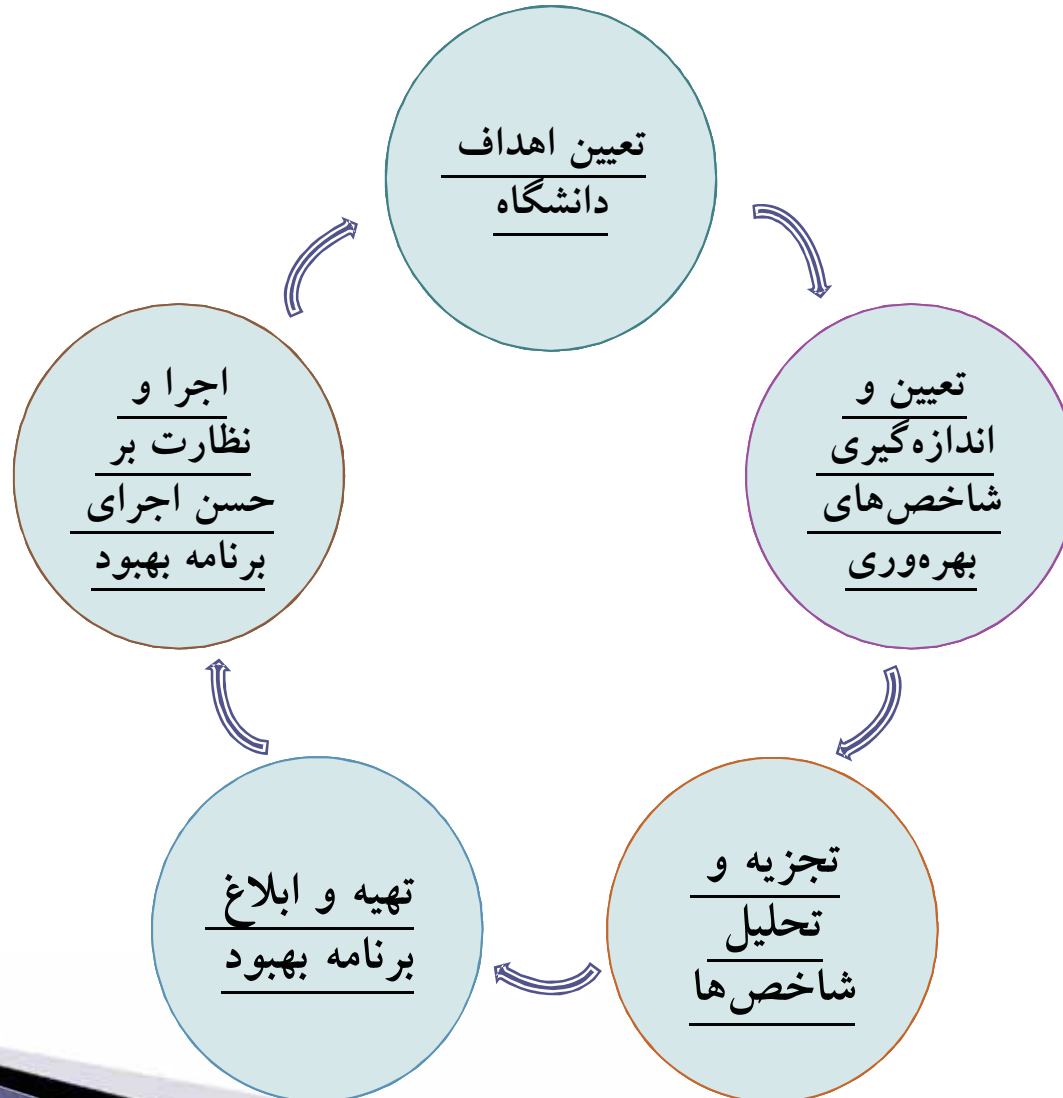 تعیین اهداف
دانشگاه
تعیین و
اندازه‌گیری
شاخص‌های
بهره‌وری
تجزیه و
تحلیل
شاخص‌ها
تهیه و ابلاغ
برنامه بهبود
اجرا و
نظارت بر
حسن اجرای
برنامه بهبود